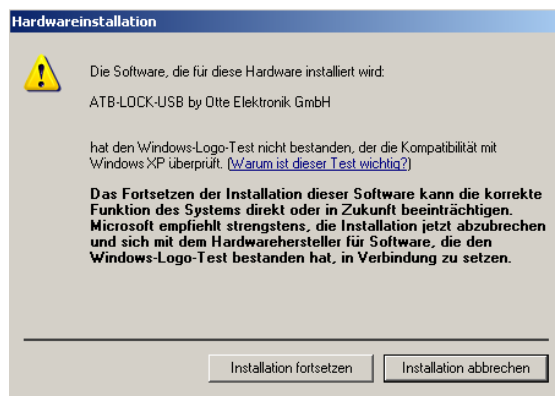 Hardwareinstallation
Die Software, die für diese Hardware installiert wird:
ATB-LOCK-USB by Otte Elektronik GmbH
hat den Windows-Logo-Test nicht bestanden, der die Kompatibilität mit
Windows XP überprüft. (Warum ist dieser Test wichtig?)
Das Fortsetzen der Installation dieser Software kann die korrekte
Funktion des Systems direkt oder in Zukunft beeinträchtigen.
Microsoft empfiehlt strengstens, die Installation jetzt abzubrechen
und sich mit dem Hardwarehersteller für Software, die den
Windows-Logo-Test bestanden hat, in Verbindung zu setzen.
Installation fortsetzen
Installation abbrechen